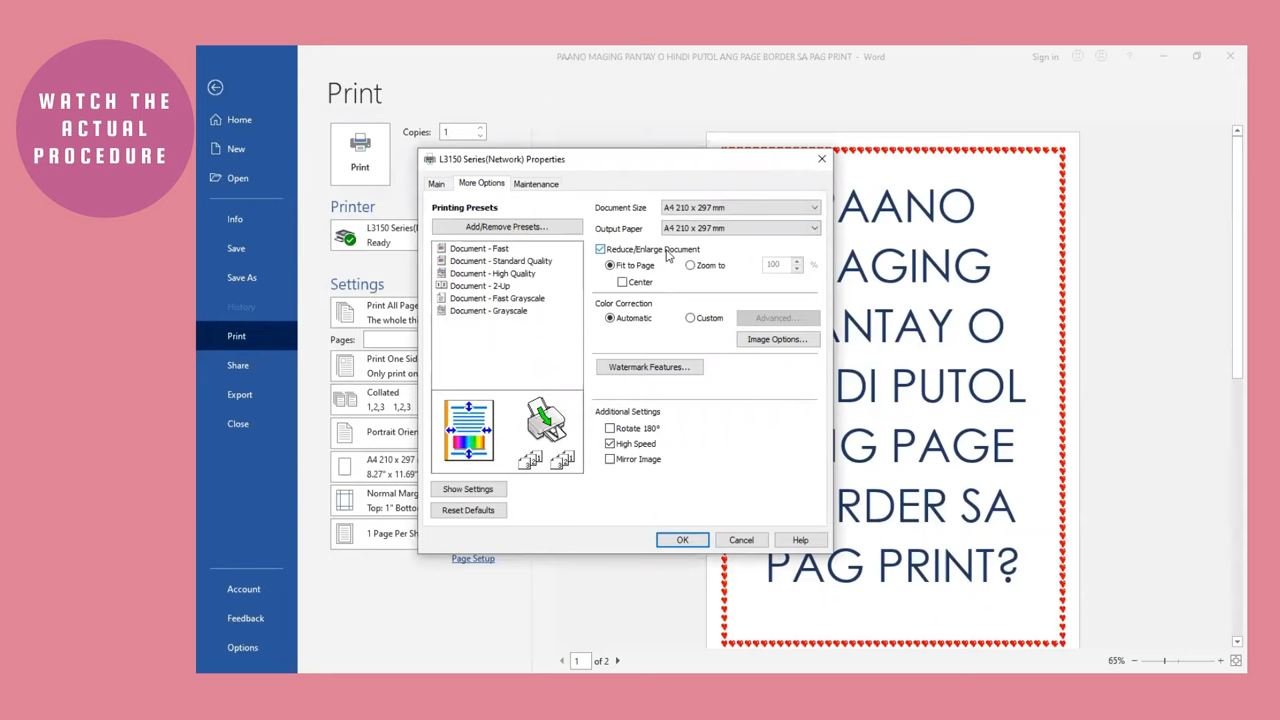 WATCH THE
ACTUAL
PROCEDURE
PAANO MAGING PANTAY O HINDI PUTOL ANG PAGE BORDER SA PAG PRINT - Word
Sign in
Home
New
Open
Info
Save
Save As
History
Print
Share
Export
Close
Account
Feedback
Options
Print
Print
Copies: 1
Printer
L3150 Series(Net
Ready
Settings
Print All Page
The whole th
Pages:
Print One Sid
Only print on
Collated
1,2,3 1,2,3
Portrait Orien
A4 210 x 297
8.27" x 11.69"
Normal Marg
Top: 1" Botto
1 Page Per Sh
Page Setup
L3150 Series(Network) Properties
Main
More Options
Maintenance
Printing Presets
Add/Remove Presets...
Document - Fast
Document - Standard Quality
Document - High Quality
Document - 2-Up
Document - Fast Grayscale
Document - Grayscale
Show Settings
Reset Defaults
Document Size A4 210 x 297 mm
Output Paper A4 210 x 297 mm
Reduce/Enlarge Document
Fit to Page Zoom to 100 %
Center
Color Correction
Automatic Custom Advanced...
Image Options...
Watermark Features...
Additional Settings
Rotate 180°
High Speed
Mirror Image
OK Cancel Help
PAANO
MAGING
PANTAY O
HINDI PUTOL
ANG PAGE
BORDER SA
PAG PRINT?
1 of 2
65%